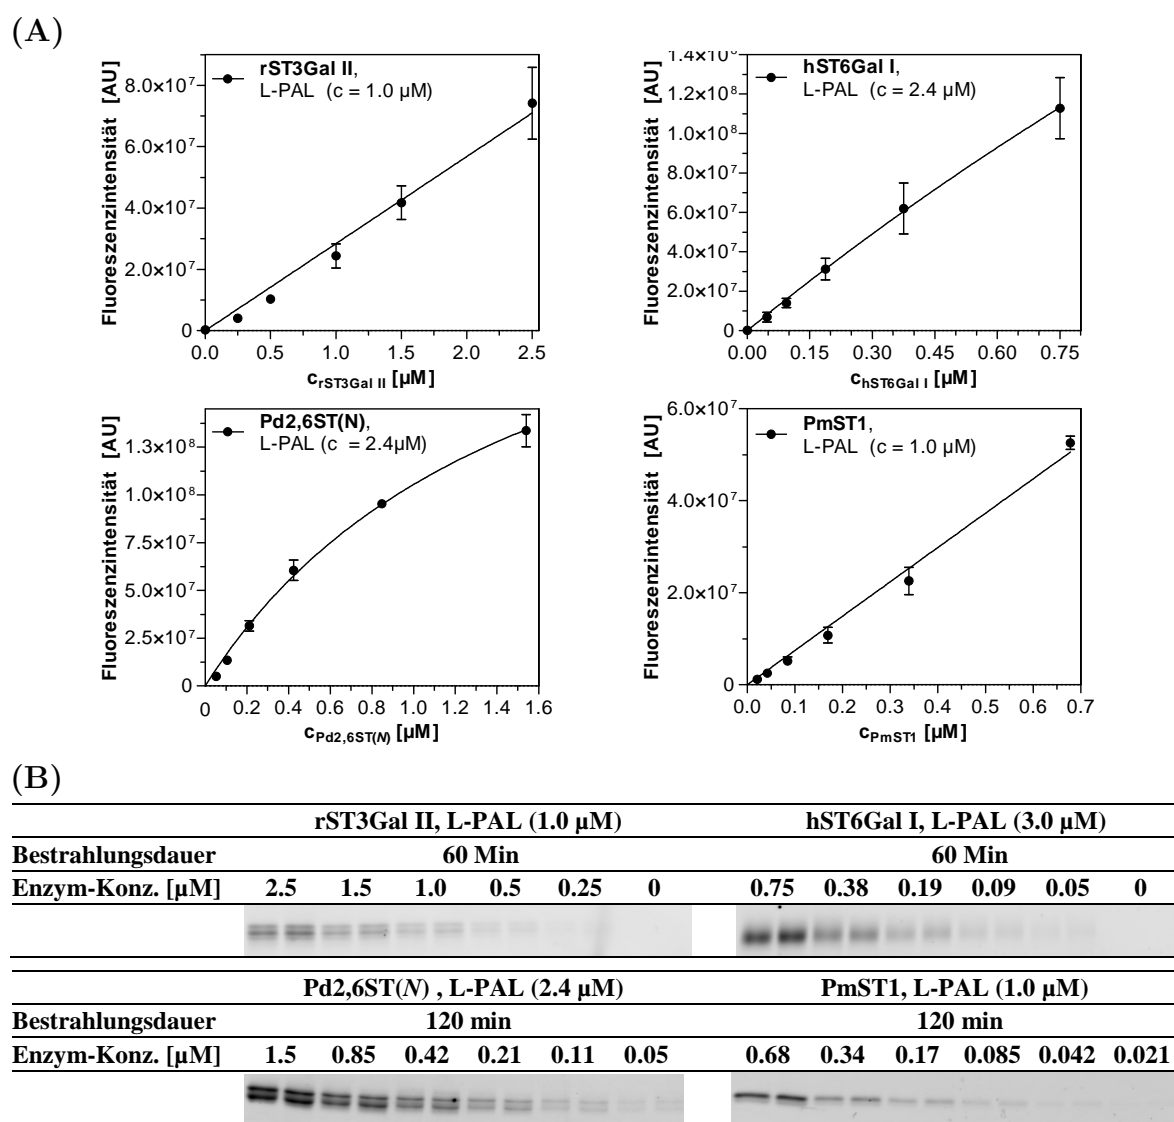 (A)
rST3Gal II,
L-PAL (c = 1.0 µM)
Fluoreszenzintensität [AU]
8.0×10⁷
6.0×10⁷
4.0×10⁷
2.0×10⁷
0
0.0 0.5 1.0 1.5 2.0 2.5
c rST3Gal II [µM]
hST6Gal I,
L-PAL (c = 2.4 µM)
Fluoreszenzintensität [AU]
1.4×10⁸
1.2×10⁸
1.0×10⁸
8.0×10⁷
6.0×10⁷
4.0×10⁷
2.0×10⁷
0
0.00 0.15 0.30 0.45 0.60 0.75
c hST6Gal I [µM]
Pd2,6ST(N),
L-PAL (c = 2.4µM)
Fluoreszenzintensität [AU]
1.3×10⁸
1.0×10⁸
7.5×10⁷
5.0×10⁷
2.5×10⁷
0
0 0.2 0.4 0.6 0.8 1.0 1.2 1.4 1.6
c Pd2,6ST(N) [µM]
PmST1,
L-PAL (c = 1.0 µM)
Fluoreszenzintensität [AU]
6.0×10⁷
4.0×10⁷
2.0×10⁷
0
0.0 0.1 0.2 0.3 0.4 0.5 0.6 0.7
c PmST1 [µM]
(B)
rST3Gal II, L-PAL (1.0 µM) hST6Gal I, L-PAL (3.0 µM)
Bestrahlungsdauer 60 Min 60 Min
Enzym-Konz. [µM] 2.5 1.5 1.0 0.5 0.25 0 0.75 0.38 0.19 0.09 0.05 0
Pd2,6ST(N) , L-PAL (2.4 µM) PmST1, L-PAL (1.0 µM)
Bestrahlungsdauer 120 min 120 min
Enzym-Konz. [µM] 1.5 0.85 0.42 0.21 0.11 0.05 0.68 0.34 0.17 0.085 0.042 0.021